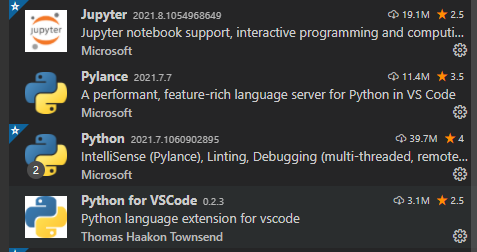 Jupyter 2021.8.1054968649 19.1M 2.5
jupyter
Jupyter notebook support, interactive programming and computi...
Microsoft
Pylance 2021.7.7 11.4M 3.5
A performant, feature-rich language server for Python in VS Code
Microsoft
Python 2021.7.1060902895 39.7M 4
2
IntelliSense (Pylance), Linting, Debugging (multi-threaded, remote...
Microsoft
Python for VSCode 0.2.3 3.1M 2.5
Python language extension for vscode
Thomas Haakon Townsend